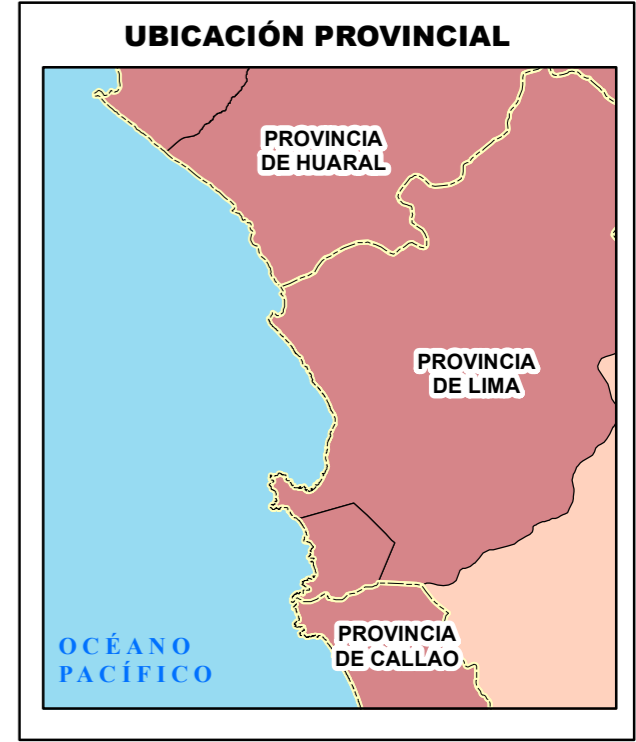 UBICACIÓN PROVINCIAL
PROVINCIA
DE HUARAL
PROVINCIA
DE LIMA
PROVINCIA
DE CALLAO
OCÉANO
PACÍFICO